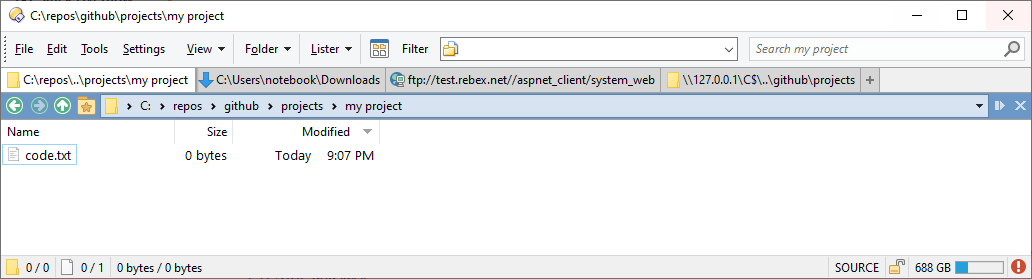 C:\repos\github\projects\my project
File Edit Tools Settings View Folder Lister Filter Search my project
C:\repos\..\projects\my project C:\Users\notebook\Downloads ftp://test.rebex.net//aspnet_client/system_web \\127.0.0.1\C$\..\github\projects +
C: repos github projects my project
Name Size Modified
code.txt 0 bytes Today 9:07 PM
0 / 0 0 / 1 0 bytes / 0 bytes SOURCE 688 GB